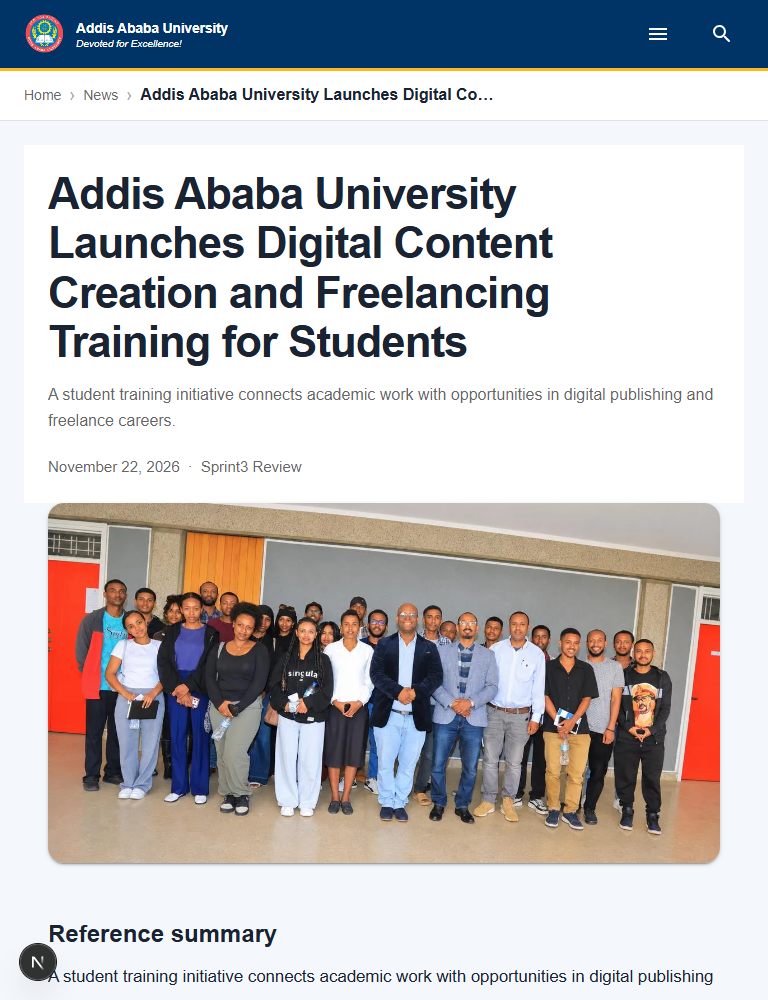 Addis Ababa University
Devoted for Excellence!
Home › News › Addis Ababa University Launches Digital Co…
Addis Ababa University
Launches Digital Content
Creation and Freelancing
Training for Students
A student training initiative connects academic work with opportunities in digital publishing and
freelance careers.
November 22, 2026 · Sprint3 Review
singula
Reference summary
N
A student training initiative connects academic work with opportunities in digital publishing